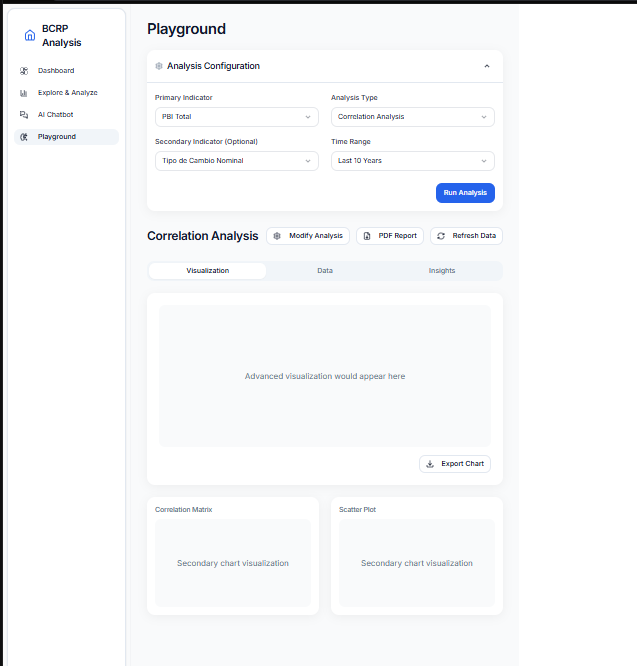 BCRP
Analysis
Dashboard
Explore & Analyze
AI Chatbot
Playground
Playground
Analysis Configuration
Primary Indicator
Analysis Type
PBI Total
Correlation Analysis
Secondary Indicator (Optional)
Time Range
Tipo de Cambio Nominal
Last 10 Years
Run Analysis
Correlation Analysis
Modify Analysis
PDF Report
Refresh Data
Visualization
Data
Insights
Advanced visualization would appear here
Export Chart
Correlation Matrix
Scatter Plot
Secondary chart visualization
Secondary chart visualization